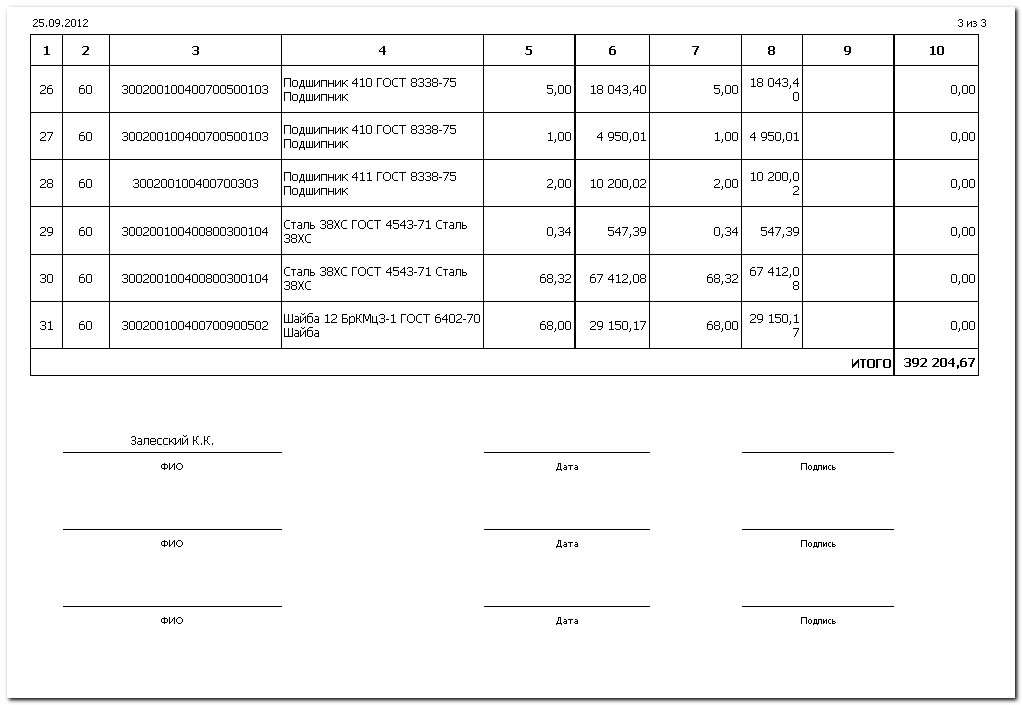 25.09.2012 3 из 3
1 2 3 4 5 6 7 8 9 10
26 60 300200100400700500103 Подшипник 410 ГОСТ 8338-75 5,00 18 043,40 5,00 18 043,4 0,00
Подшипник 0
27 60 300200100400700500103 Подшипник 410 ГОСТ 8338-75 1,00 4 950,01 1,00 4 950,01 0,00
Подшипник
28 60 300200100400700303 Подшипник 411 ГОСТ 8338-75 2,00 10 200,02 2,00 10 200,0 0,00
Подшипник 2
29 60 300200100400800300104 Сталь 38ХС ГОСТ 4543-71 Сталь 0,34 547,39 0,34 547,39 0,00
38ХС
30 60 300200100400800300104 Сталь 38ХС ГОСТ 4543-71 Сталь 68,32 67 412,08 68,32 67 412,0 0,00
38ХС 8
31 60 300200100400700900502 Шайба 12 БрКМц3-1 ГОСТ 6402-70 68,00 29 150,17 68,00 29 150,1 0,00
Шайба 7
ИТОГО 392 204,67
Залесский К.К.
ФИО Дата Подпись
ФИО Дата Подпись
ФИО Дата Подпись